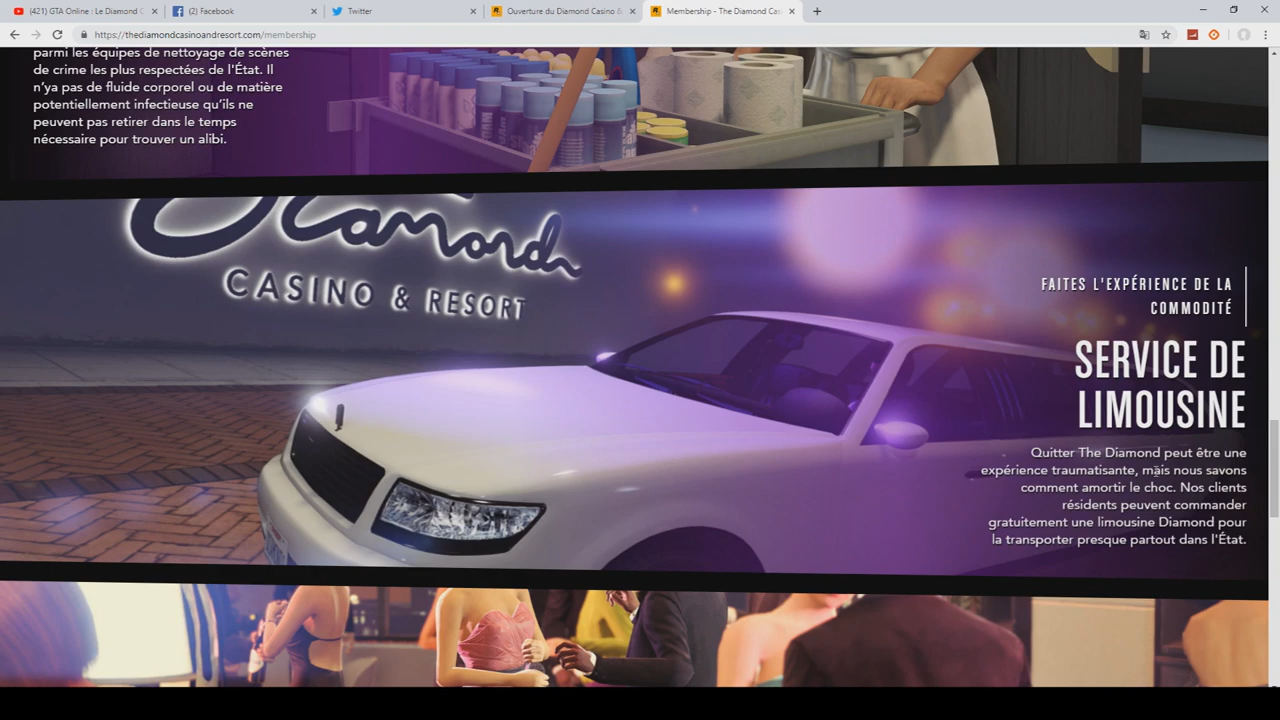 (421) GTA Online : Le Diamond C
(2) Facebook
Twitter
Ouverture du Diamond Casino &
Membership - The Diamond Cas
https://thediamondcasinoandresort.com/membership
parmi les équipes de nettoyage de scènes
de crime les plus respectées de l'État. Il
n'ya pas de fluide corporel ou de matière
potentiellement infectieuse qu'ils ne
peuvent pas retirer dans le temps
nécessaire pour trouver un alibi.
Diamond
CASINO & RESORT
FAITES L'EXPÉRIENCE DE LA
COMMODITÉ
SERVICE DE
LIMOUSINE
Quitter The Diamond peut être une
expérience traumatisante, mais nous savons
comment amortir le choc. Nos clients
résidents peuvent commander
gratuitement une limousine Diamond pour
la transporter presque partout dans l'État.